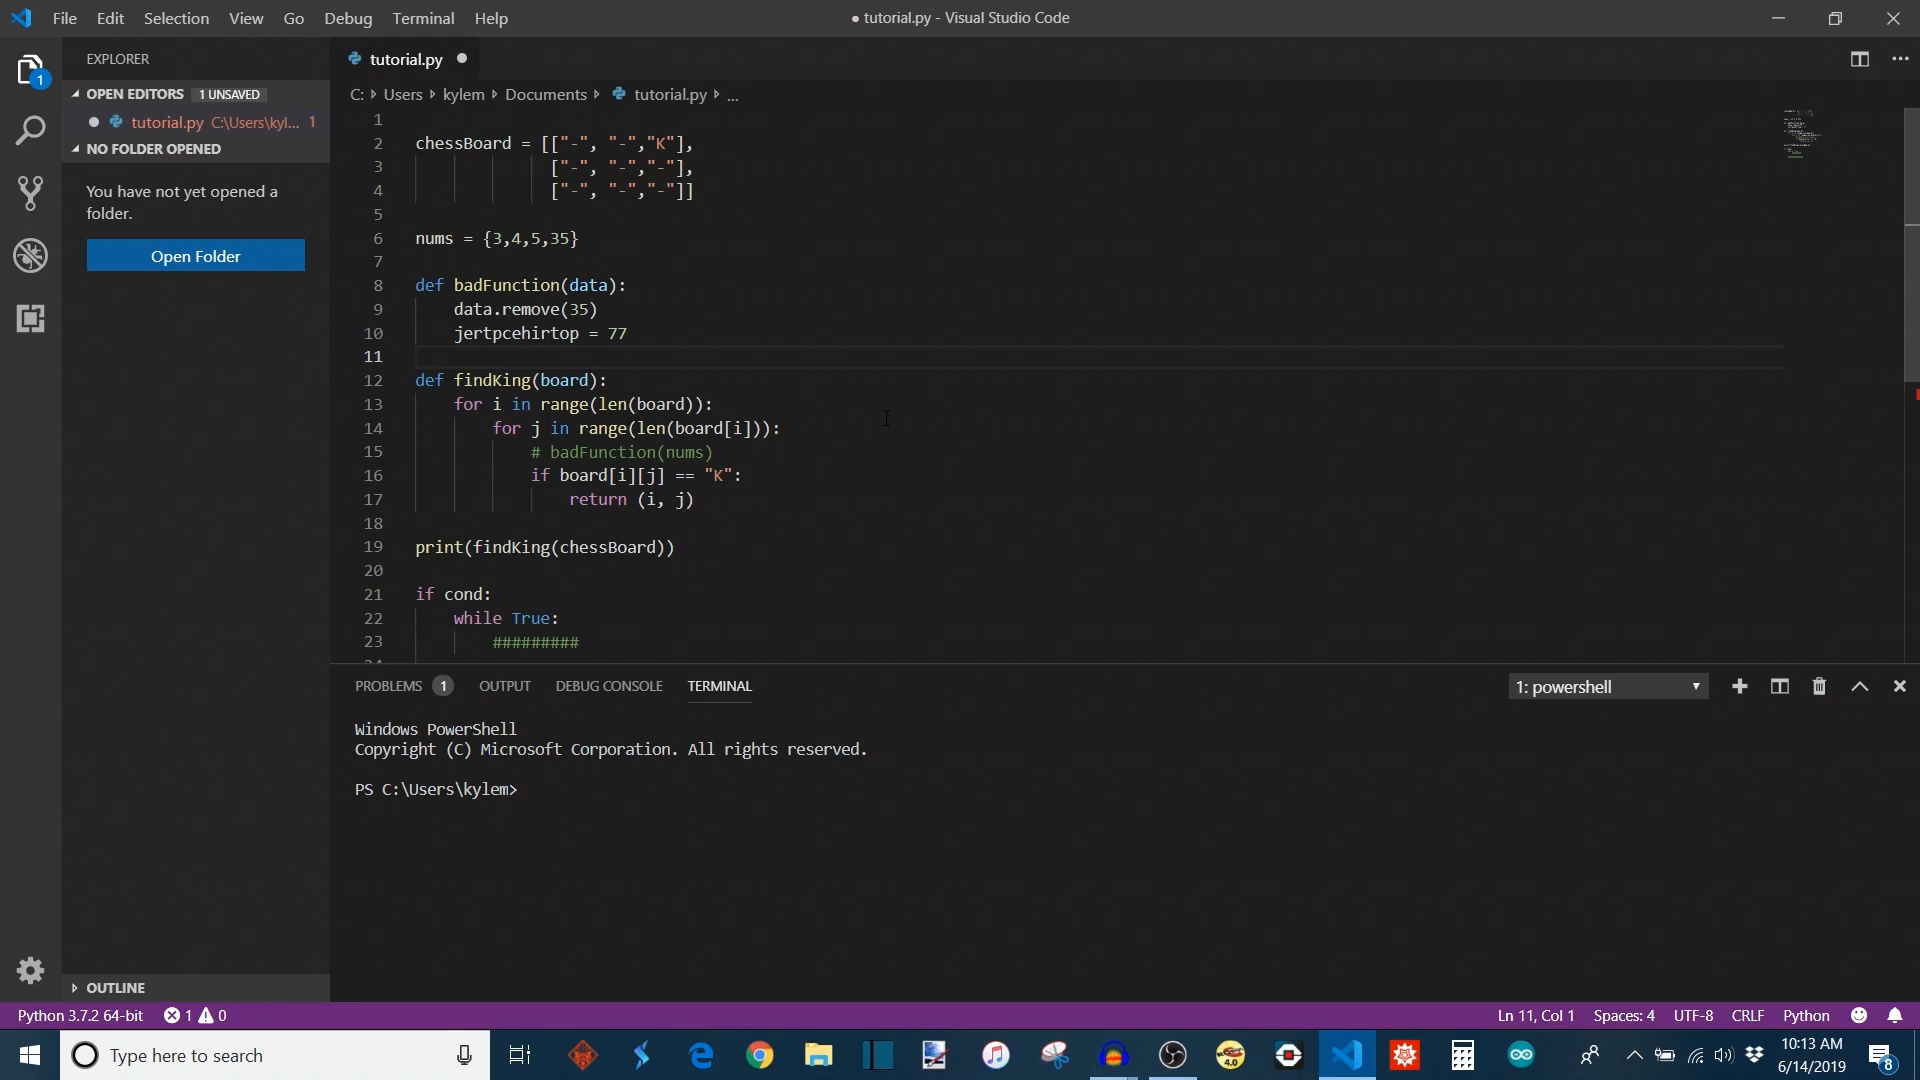 File Edit Selection View Go Debug Terminal Help
● tutorial.py - Visual Studio Code
EXPLORER
OPEN EDITORS 1 UNSAVED
tutorial.py C:\Users\kyl... 1
NO FOLDER OPENED
You have not yet opened a
folder.
Open Folder
OUTLINE
1
tutorial.py
C: Users kylem Documents tutorial.py ...
1
2 chessBoard = [["-", "-","K"],
3 ["-", "-","-"],
4 ["-", "-","-"]]
5
6 nums = {3,4,5,35}
7
8 def badFunction(data):
9 data.remove(35)
10 jertpcehirtop = 77
11
12 def findKing(board):
13 for i in range(len(board)):
14 for j in range(len(board[i])):
15 # badFunction(nums)
16 if board[i][j] == "K":
17 return (i, j)
18
19 print(findKing(chessBoard))
20
21 if cond:
22 while True:
23 #########
PROBLEMS 1 OUTPUT DEBUG CONSOLE TERMINAL
1: powershell
Windows PowerShell
Copyright (C) Microsoft Corporation. All rights reserved.
PS C:\Users\kylem>
Python 3.7.2 64-bit 1 0
Ln 11, Col 1 Spaces: 4 UTF-8 CRLF Python
Type here to search
4.0
10:13 AM
6/14/2019
8